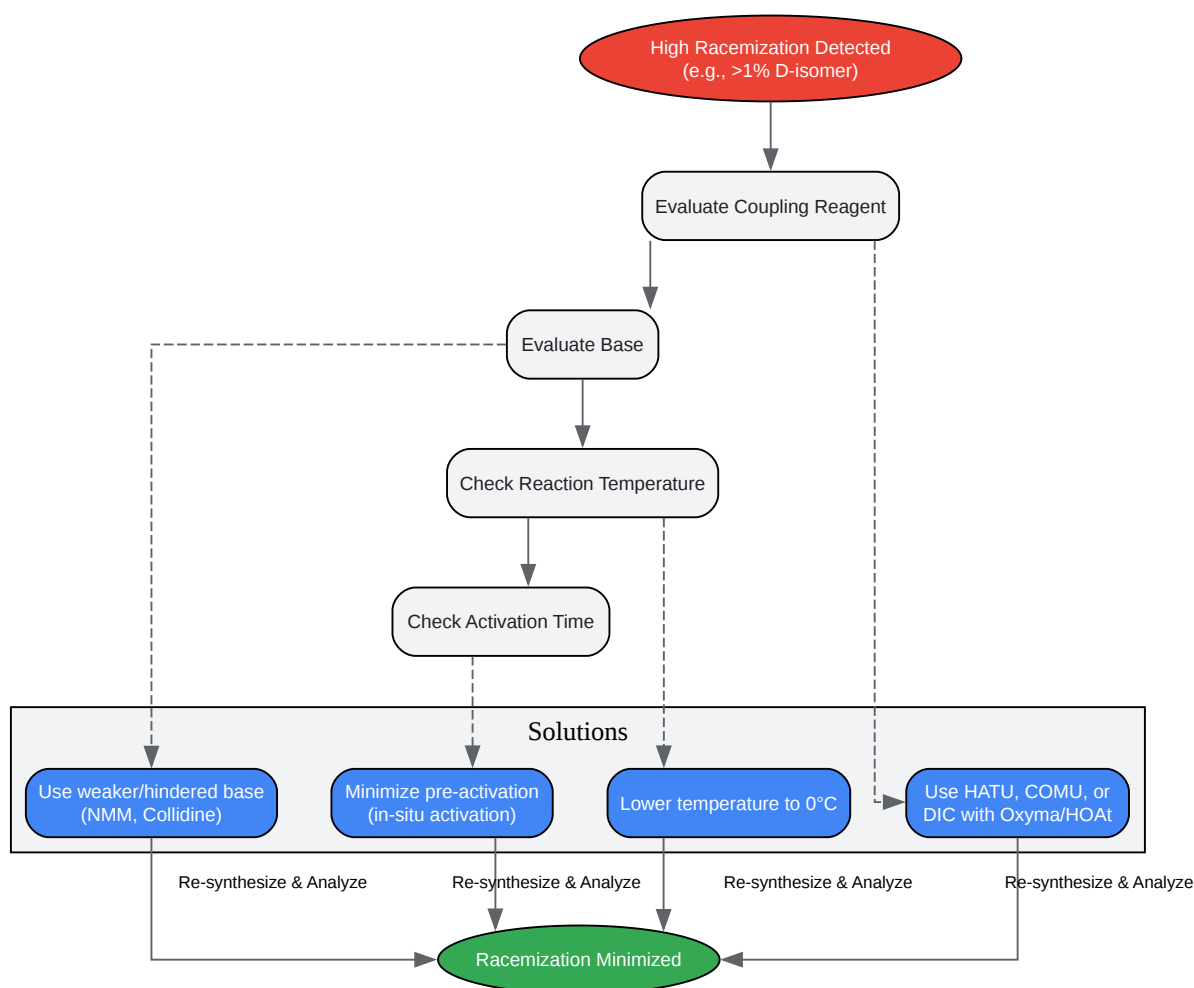 High Racemization Detected
(e.g., >1% D-isomer)
Evaluate Coupling Reagent
Evaluate Base
Check Reaction Temperature
Check Activation Time
Solutions
Use weaker/hindered base
(NMM, Collidine)
Minimize pre-activation
(in-situ activation)
Lower temperature to 0°C
Use HATU, COMU, or
DIC with Oxyma/HOAt
Re-synthesize & Analyze
Re-synthesize & Analyze
Re-synthesize & Analyze
Re-synthesize & Analyze
Racemization Minimized